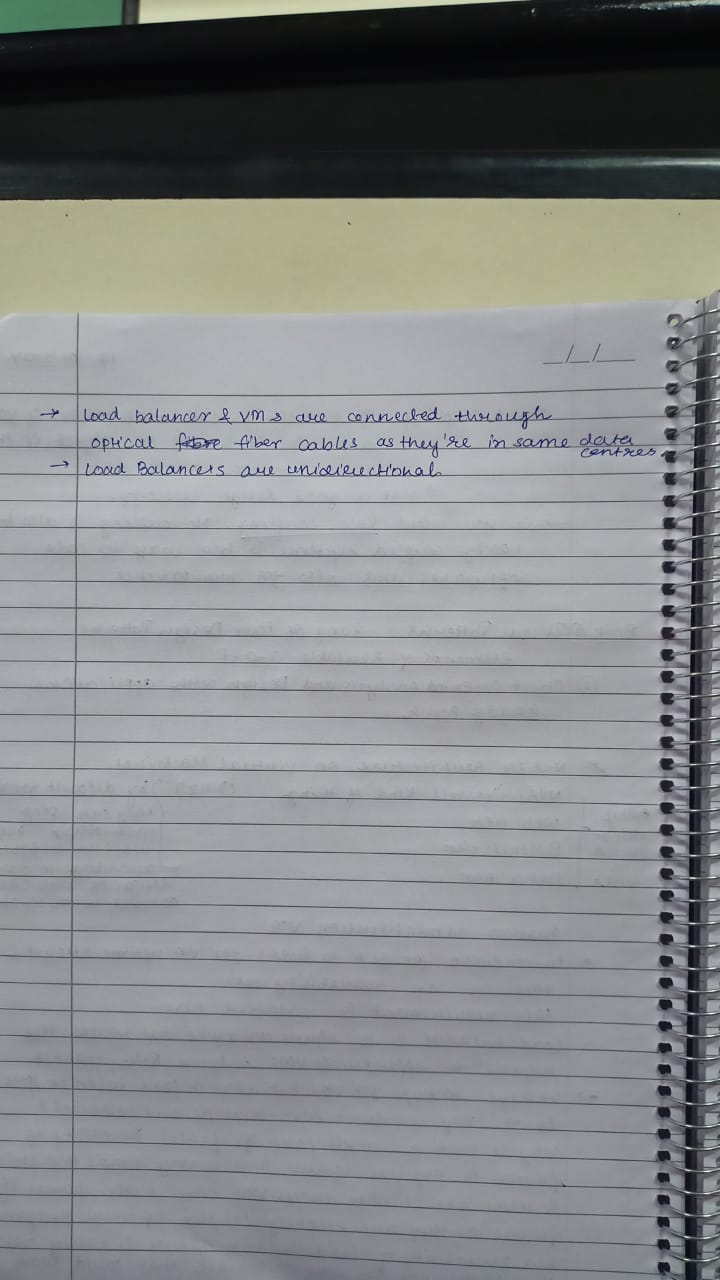 _/_/__
→ Load balancer & VMs are connected through
optical fiber cables as they're in same data
centres.
→ Load Balancers are unidirectional.